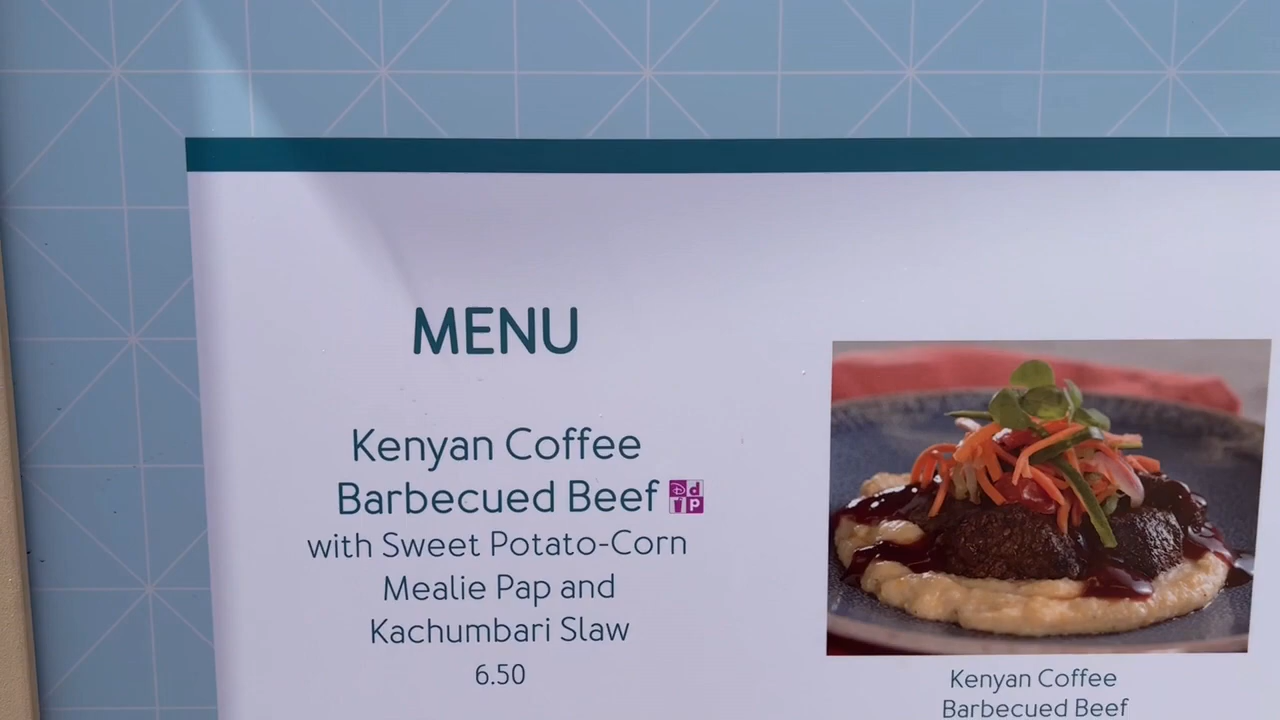 MENU
Kenyan Coffee
Barbecued Beef
with Sweet Potato-Corn
Mealie Pap and
Kachumbari Slaw
6.50
Kenyan Coffee
Barbecued Beef